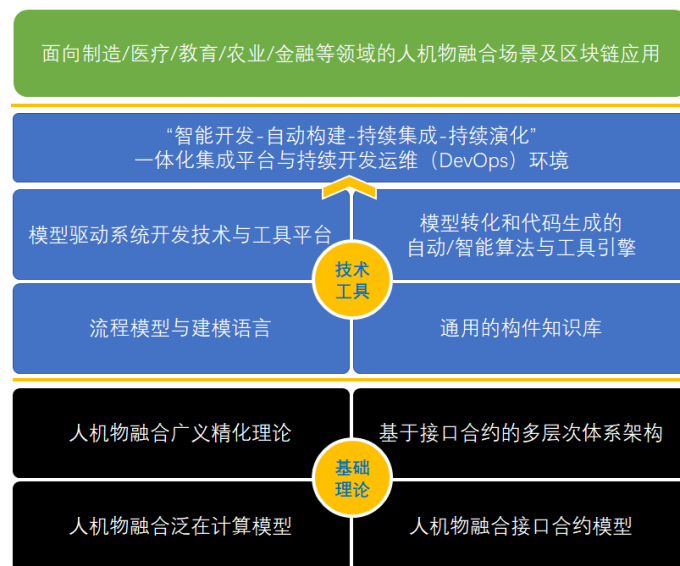 面向制造/医疗/教育/农业/金融等领域的人机物融合场景及区块链应用
“智能开发-自动构建-持续集成-持续演化”
一体化集成平台与持续开发运维（DevOps）环境
模型驱动系统开发技术与工具平台
模型转化和代码生成的
自动/智能算法与工具引擎
技术
工具
流程模型与建模语言
通用的构件知识库
人机物融合广义精化理论
基于接口合约的多层次体系架构
基础
理论
人机物融合泛在计算模型
人机物融合接口合约模型